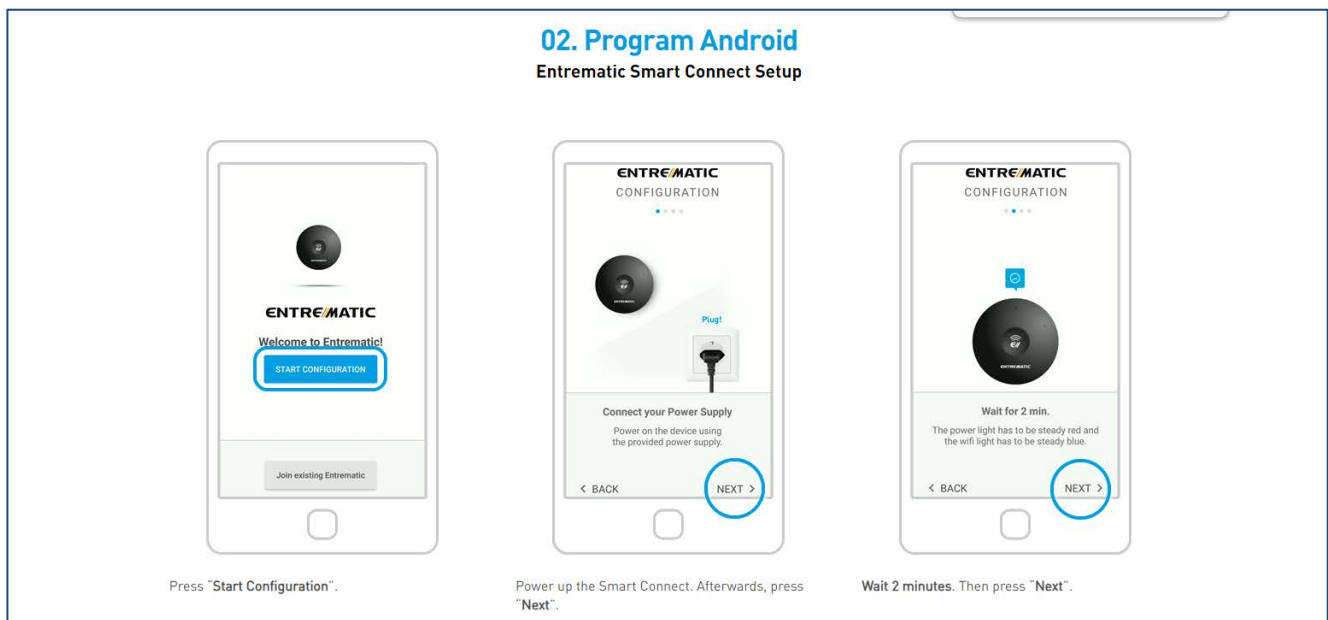 02. Program Android
Entrematic Smart Connect Setup
ENTREMATIC
Welcome to Entrematic!
START CONFIGURATION
Join existing Entrematic
Press "Start Configuration".
ENTREMATIC
CONFIGURATION
Plug!
Connect your Power Supply
Power on the device using
the provided power supply.
< BACK
NEXT >
Power up the Smart Connect. Afterwards, press
"Next".
ENTREMATIC
CONFIGURATION
ENTREMATIC
Wait for 2 min.
The power light has to be steady red and
the wifi light has to be steady blue.
< BACK
NEXT >
Wait 2 minutes. Then press "Next".